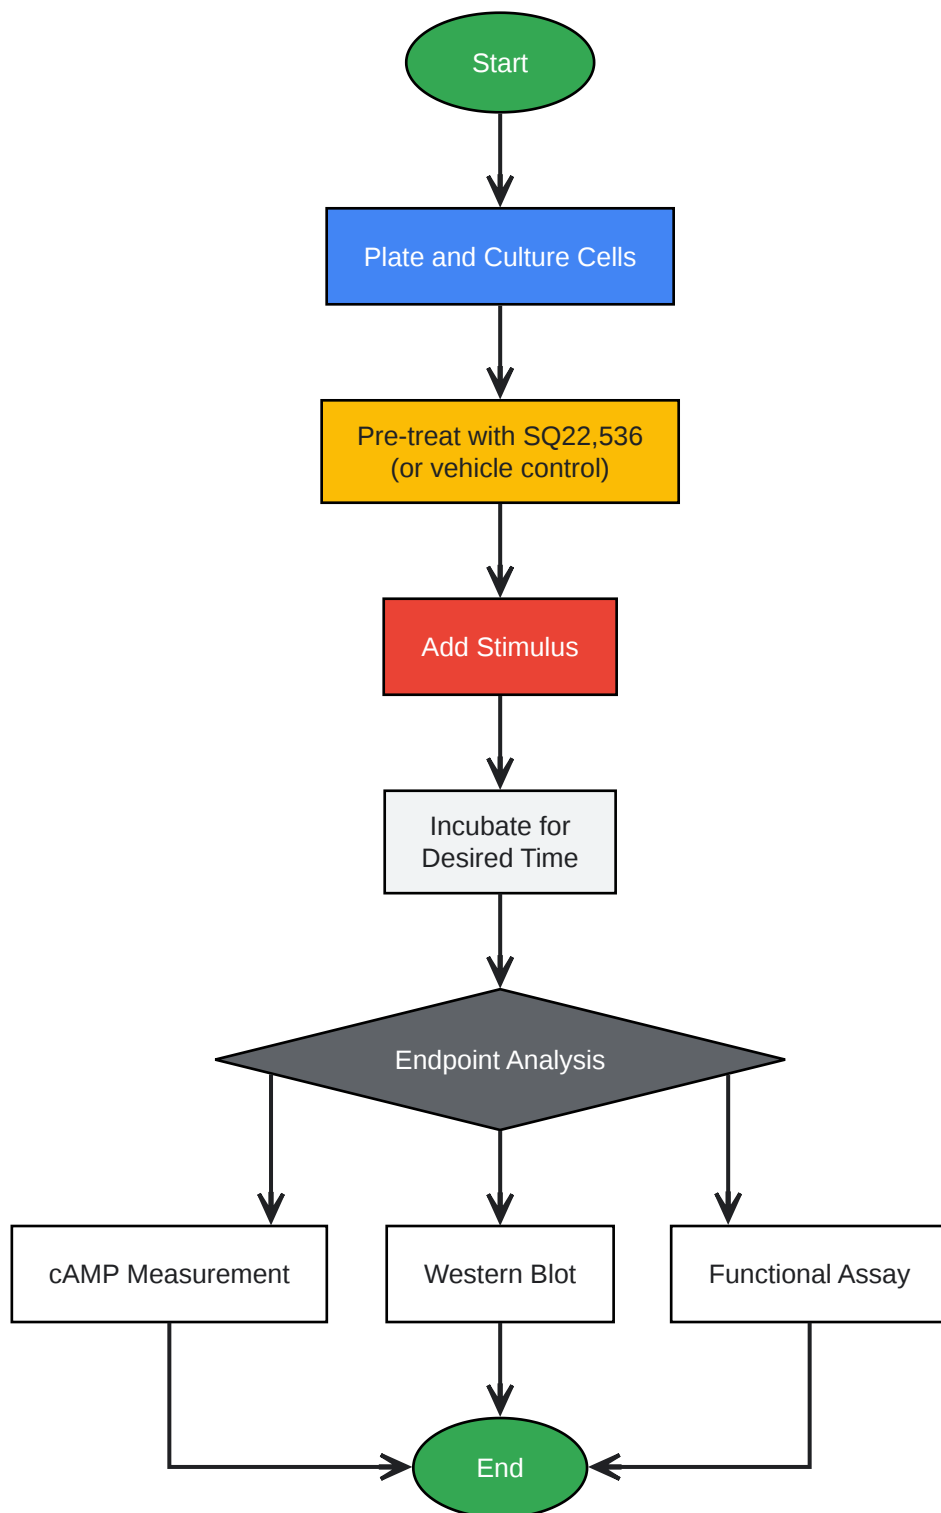 Start
Plate and Culture Cells
Pre-treat with SQ22,536
(or vehicle control)
Add Stimulus
Incubate for
Desired Time
Endpoint Analysis
cAMP Measurement
Western Blot
Functional Assay
End